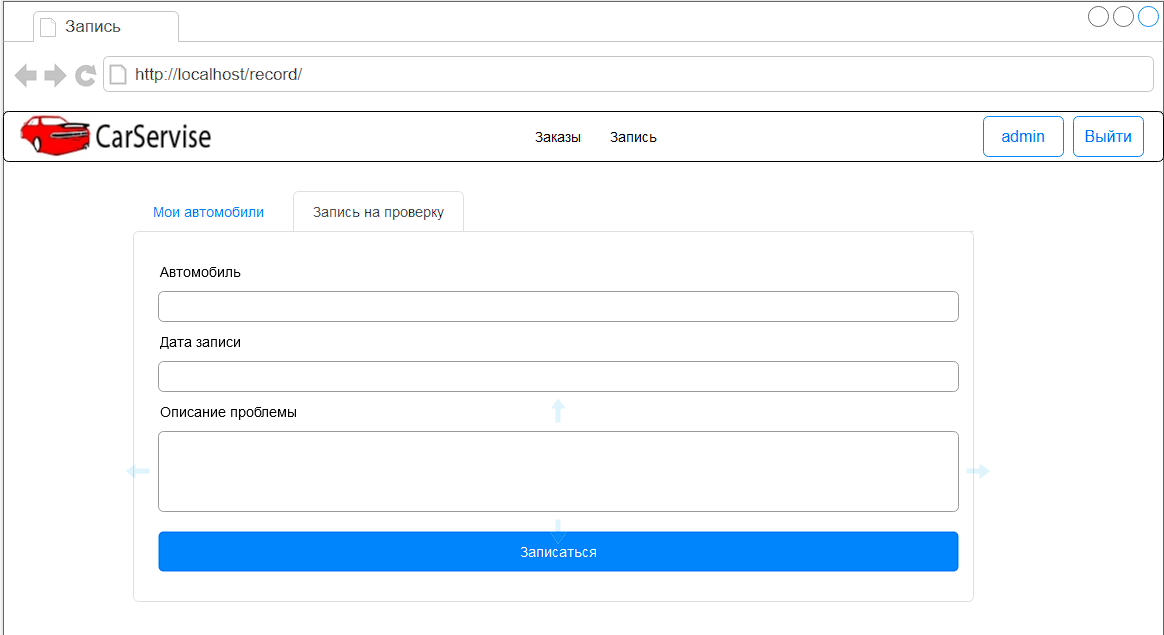 Запись
http://localhost/record/
CarServise Заказы Запись admin Выйти
Мои автомобили Запись на проверку
Автомобиль
Дата записи
Описание проблемы
Записаться